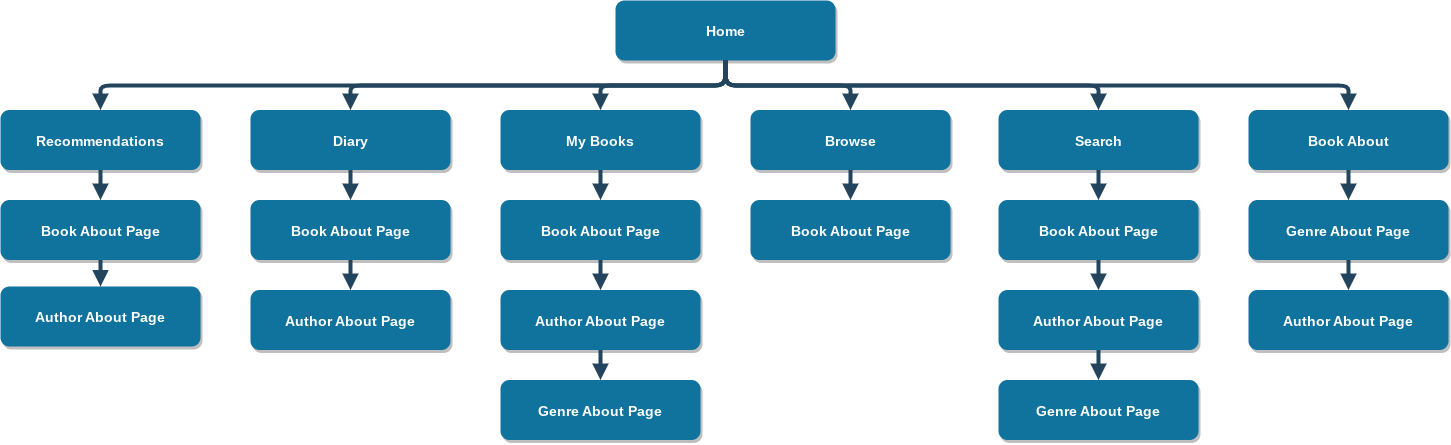 Home
Recommendations
Diary
My Books
Browse
Search
Book About
Book About Page
Book About Page
Book About Page
Book About Page
Book About Page
Genre About Page
Author About Page
Author About Page
Author About Page
Author About Page
Author About Page
Genre About Page
Genre About Page